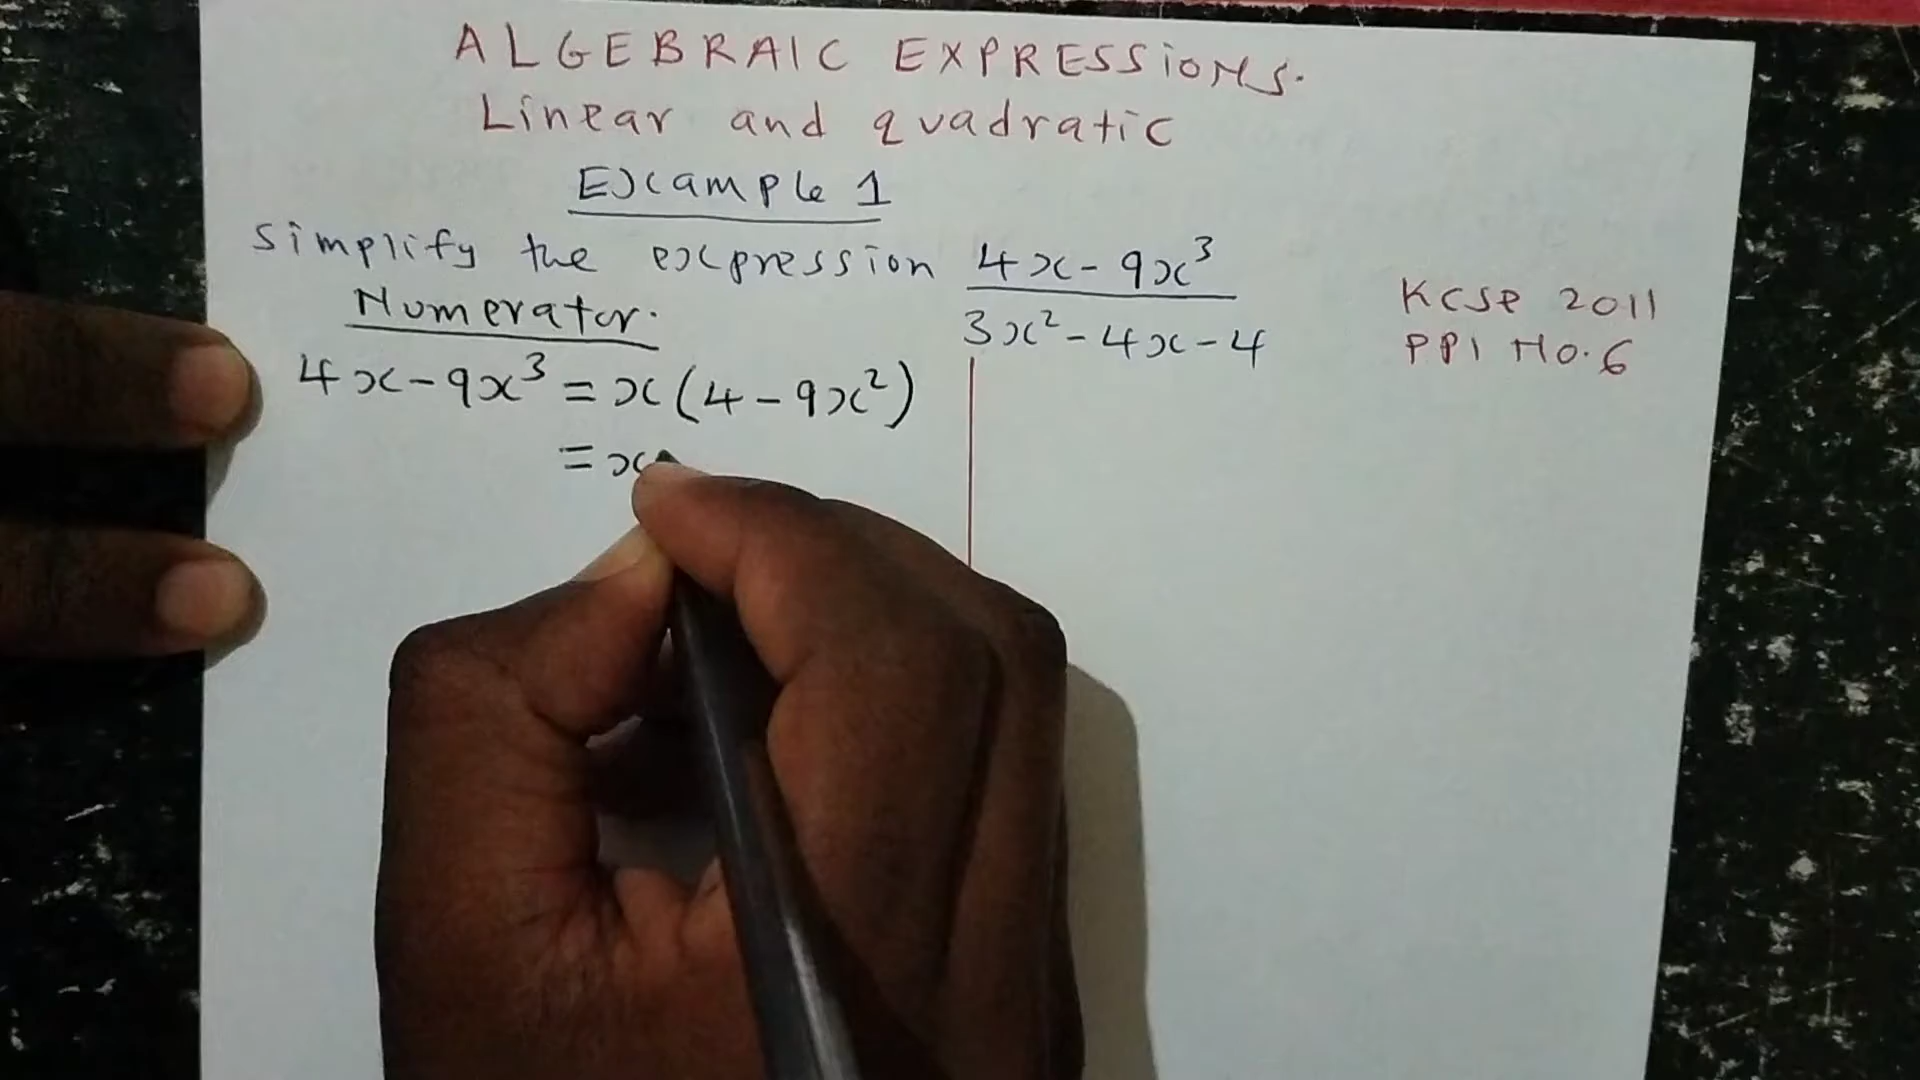 ALGEBRAIC EXPRESSIONS.
Linear and quadratic
Example 1
Simplify the expression 4x - 9x³
3x² - 4x - 4
KCSE 2011
PP1 No. 6
Numerator.
4x - 9x³ = x(4 - 9x²)
= x